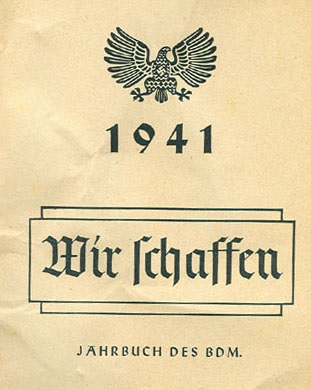 1941
Wir schaffen
JAHRBUCH DES BDM.